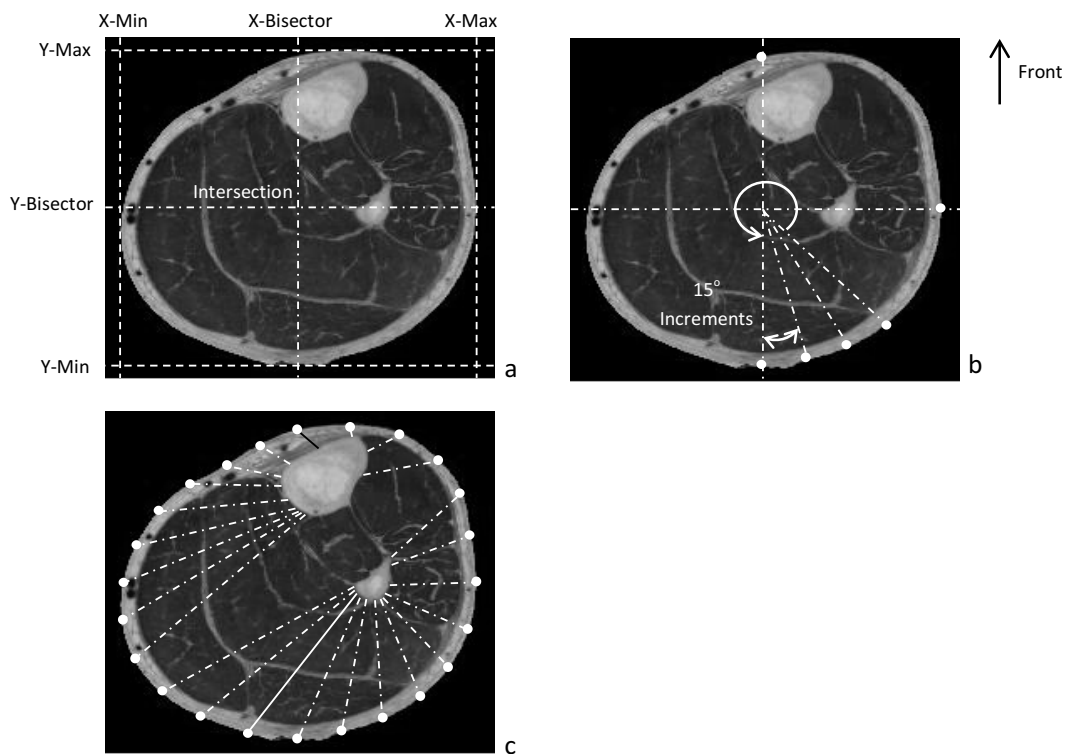 X-Min X-Bisector X-Max
Y-Max
Front
Intersection
Y-Bisector
15°
Increments
Y-Min
a
b
c